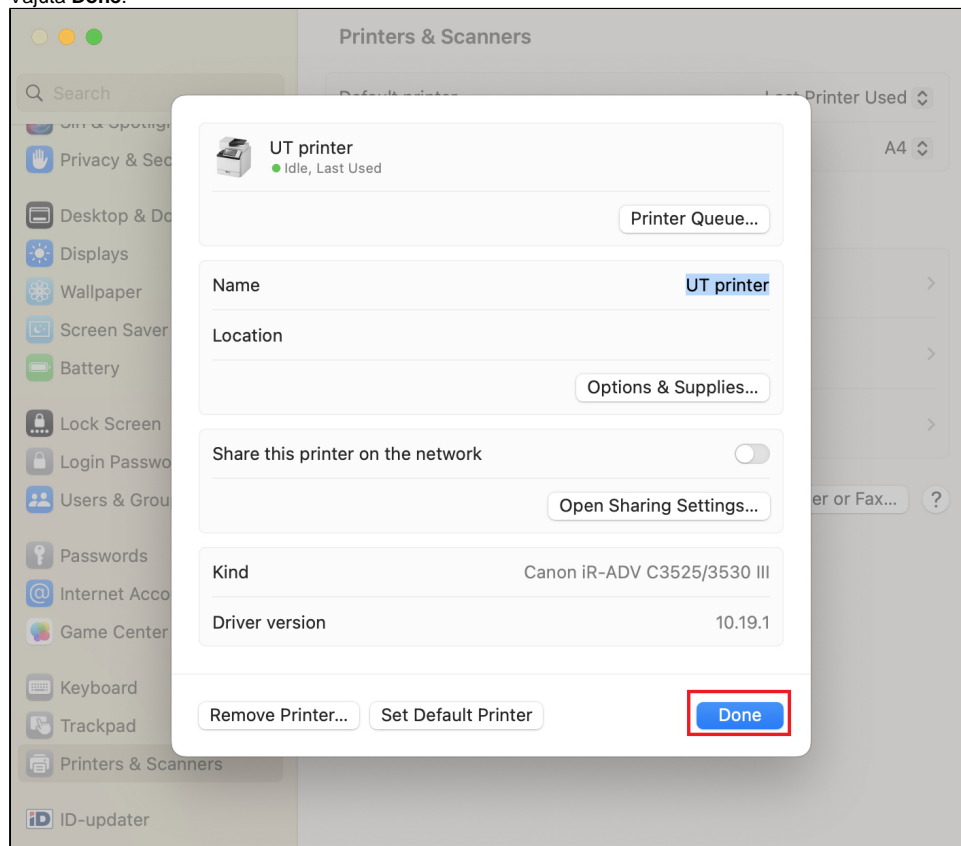 Vajuta Done.
Printers & Scanners
Search
Default printer
Last Printer Used
A4
Siri & Spotligh
Privacy & Sec
Desktop & Do
Displays
Wallpaper
Screen Saver
Battery
Lock Screen
Login Passwo
Users & Grou
Passwords
Internet Acco
Game Center
Keyboard
Trackpad
Printers & Scanners
ID-updater
er or Fax...
?
UT printer
Idle, Last Used
Printer Queue...
Name UT printer
Location
Options & Supplies...
Share this printer on the network
Open Sharing Settings...
Kind Canon iR-ADV C3525/3530 III
Driver version 10.19.1
Remove Printer... Set Default Printer Done